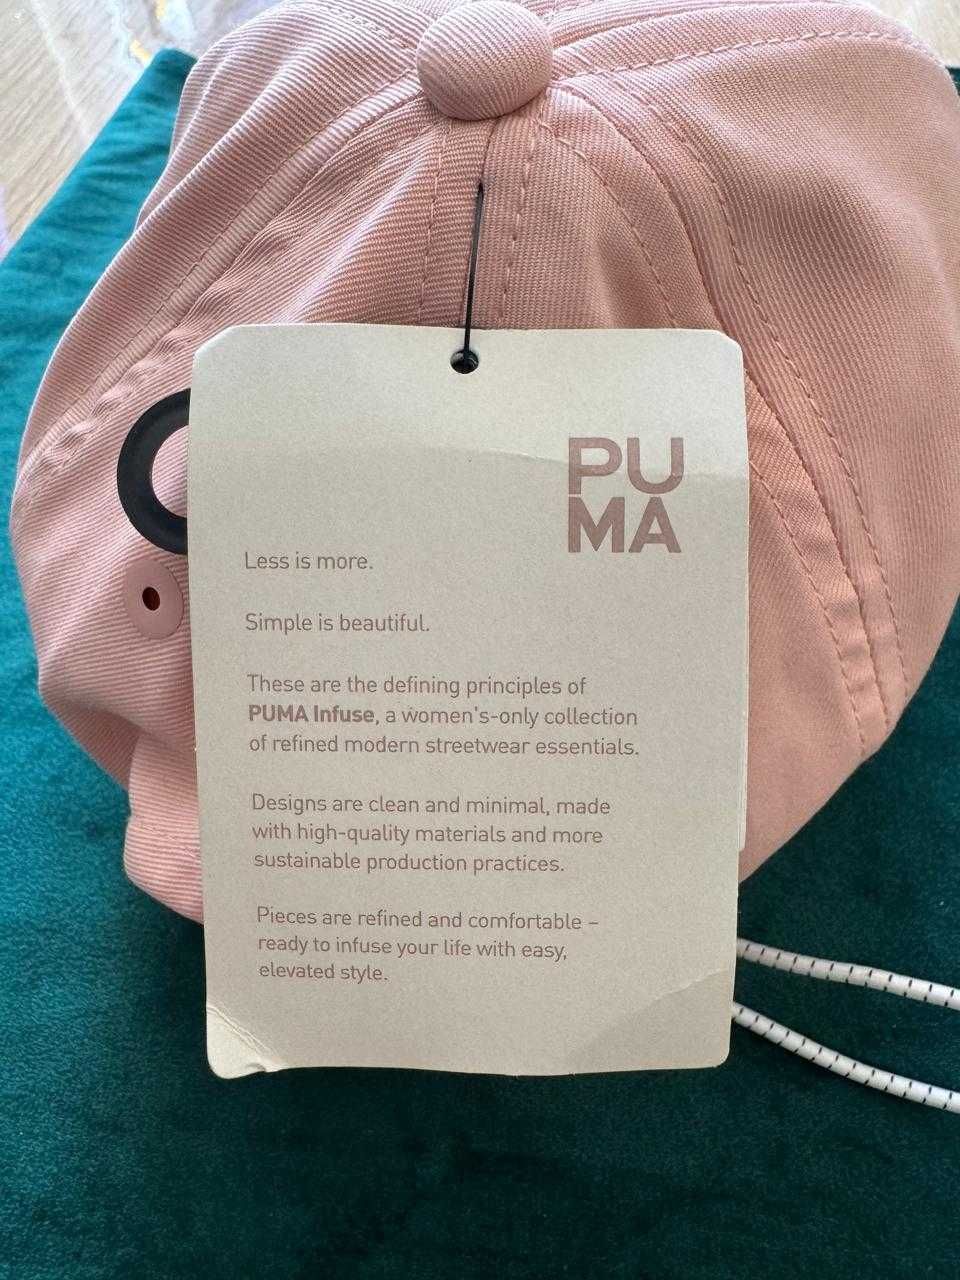 PU
MA
Less is more.
Simple is beautiful.
These are the defining principles of
PUMA Infuse, a women's-only collection
of refined modern streetwear essentials.
Designs are clean and minimal, made
with high-quality materials and more
sustainable production practices.
Pieces are refined and comfortable –
ready to infuse your life with easy,
elevated style.